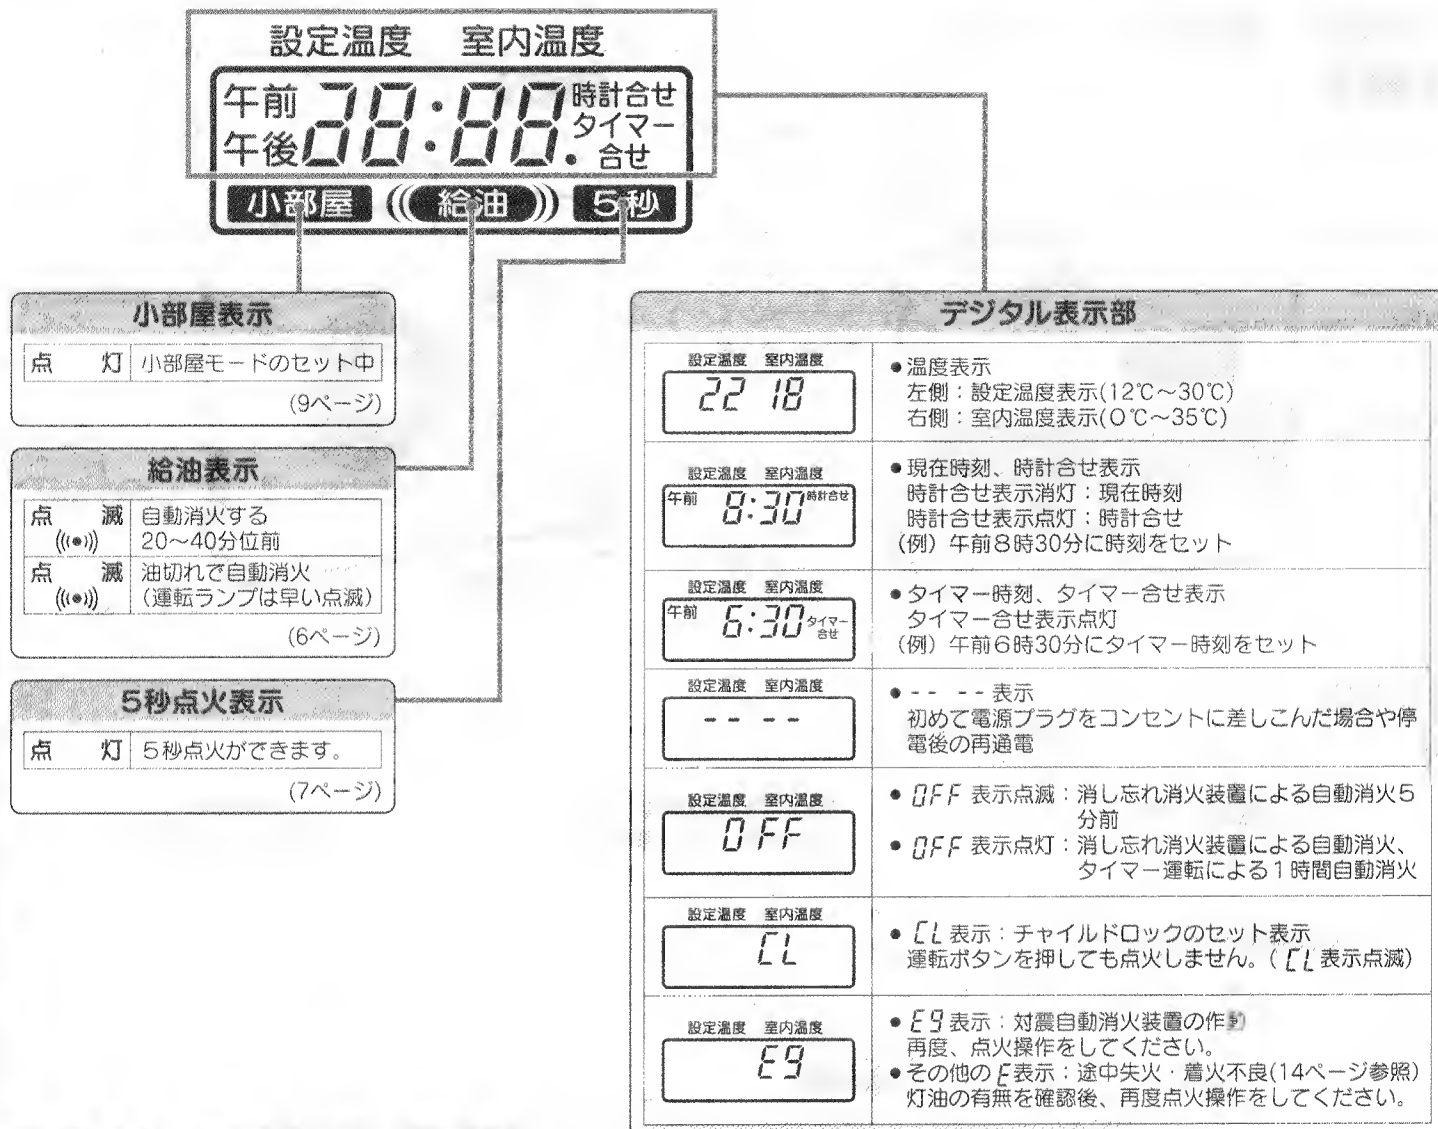 設定温度 室内温度
午前 28:88. 時計合せ
午後 タイマー
合せ
小部屋 給油 5秒
小部屋表示
点 灯 小部屋モードのセット中
(9ページ)
給油表示
点 滅 自動消火する
20〜40分位前
点 滅 油切れで自動消火
(運転ランプは早い点滅)
(6ページ)
5秒点火表示
点 灯 5秒点火ができます。
(7ページ)
デジタル表示部
設定温度 室内温度
22 18
●温度表示
左側：設定温度表示(12℃〜30℃)
右側：室内温度表示(0℃〜35℃)
設定温度 室内温度
午前 8:30 時計合せ
●現在時刻、時計合せ表示
時計合せ表示消灯：現在時刻
時計合せ表示点灯：時計合せ
(例) 午前8時30分に時刻をセット
設定温度 室内温度
午前 6:30 タイマー
合せ
●タイマー時刻、タイマー合せ表示
タイマー合せ表示点灯
(例) 午前6時30分にタイマー時刻をセット
設定温度 室内温度
-- --
●-- -- 表示
初めて電源プラグをコンセントに差しこんだ場合や停
電後の再通電
設定温度 室内温度
OFF
●OFF 表示点滅：消し忘れ消火装置による自動消火5
分前
●OFF 表示点灯：消し忘れ消火装置による自動消火、
タイマー運転による1時間自動消火
設定温度 室内温度
CL
●CL 表示：チャイルドロックのセット表示
運転ボタンを押しても点火しません。(CL 表示点滅)
設定温度 室内温度
E9
●E9 表示：対震自動消火装置の作動
再度、点火操作をしてください。
●その他のE表示：途中失火・着火不良(14ページ参照)
灯油の有無を確認後、再度点火操作をしてください。